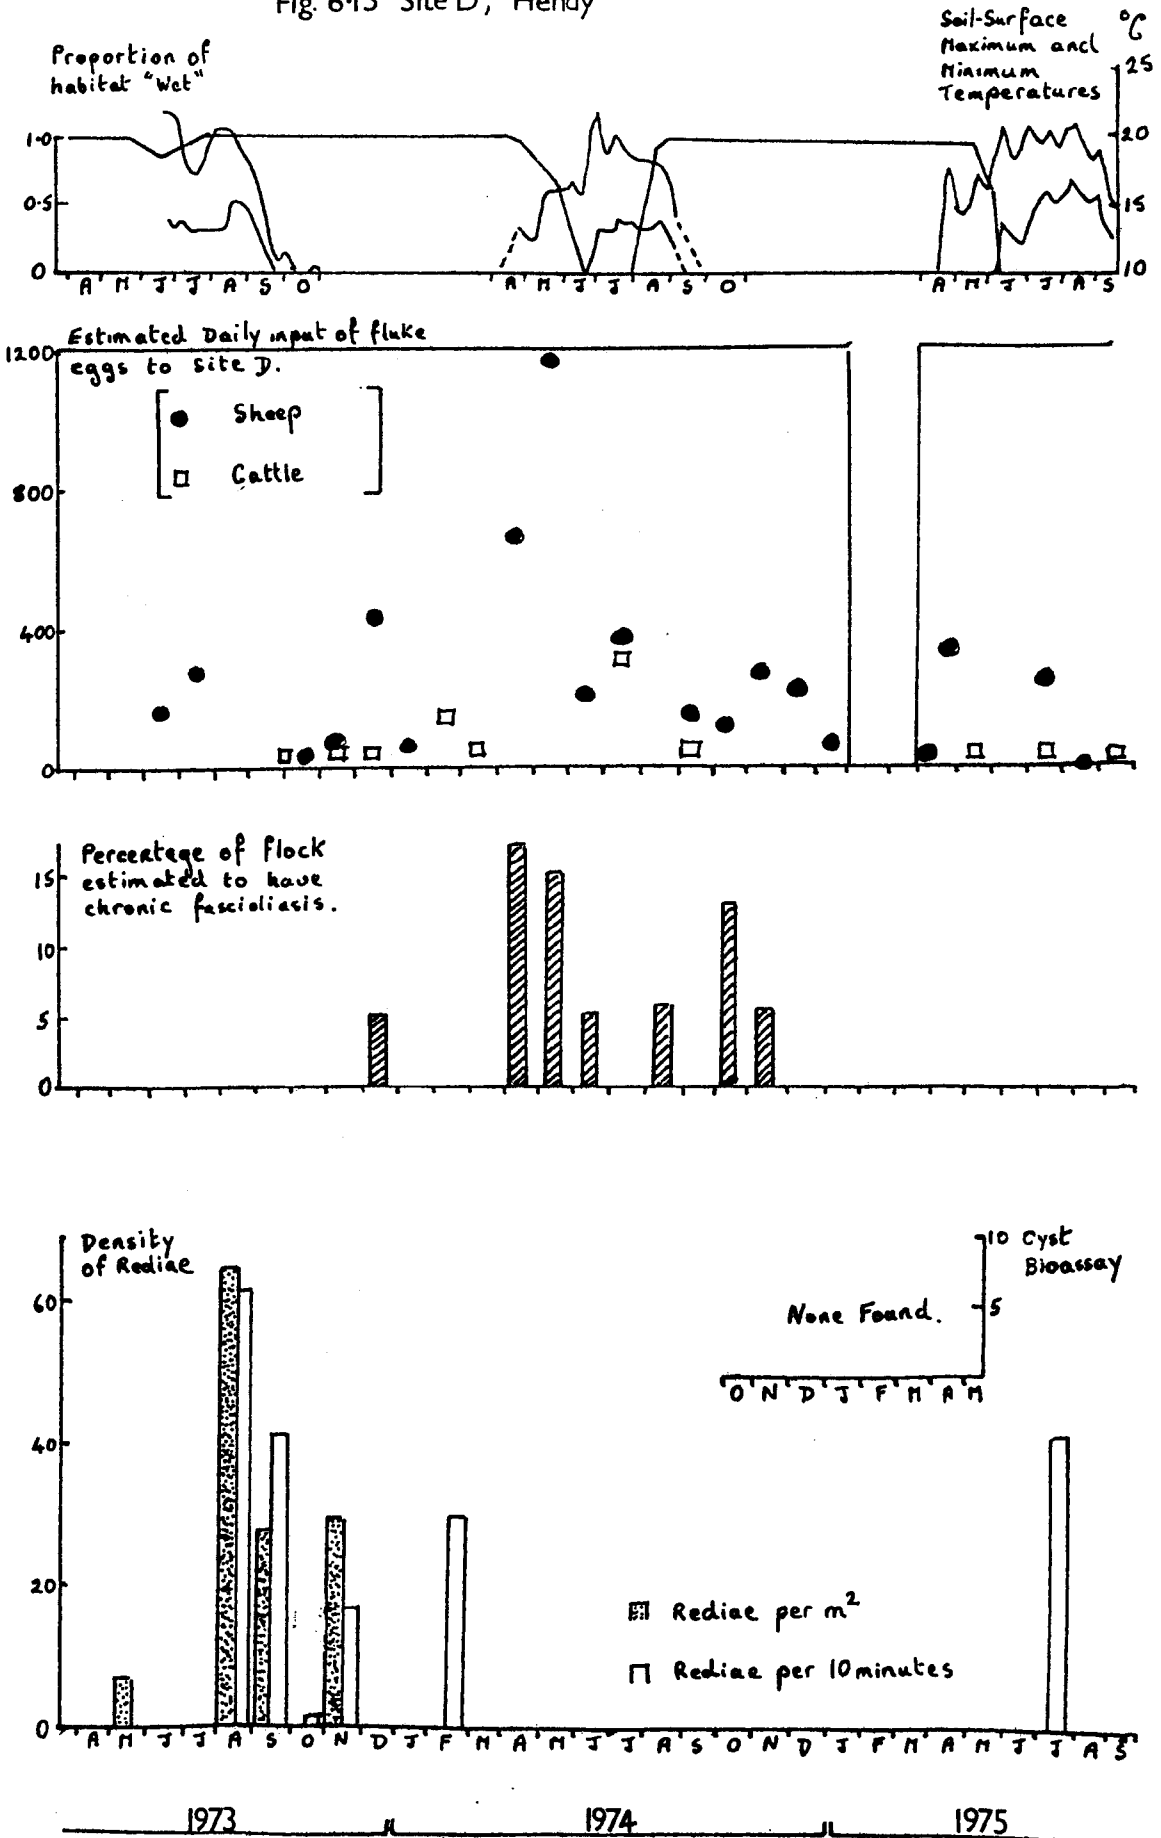 Fig. 6·15 Site D, Hendy
Proportion of
habitat "Wet"
Soil-Surface
Maximum and
Minimum
Temperatures
°C
25
20
15
10
1·0
0·5
0
A M J J A S O
A M J J A S O
A M J J A S
Estimated Daily input of fluke
eggs to Site D.
Sheep
Cattle
1200
800
400
0
Percentage of flock
estimated to have
chronic fascioliasis.
15
10
5
0
Density
of Rediae
60
40
20
0
10 Cyst
Bioassay
5
None Found.
O N D J F M A M
Rediae per m²
Rediae per 10 minutes
A M J J A S O N D J F M A M J J A S O N D J F M A M J J A S
1973 1974 1975